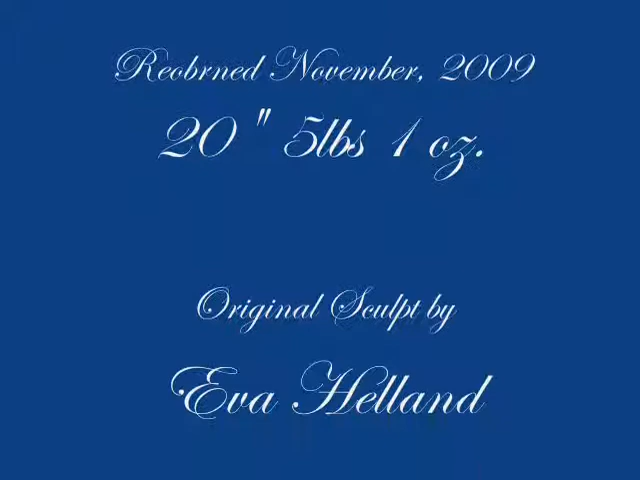 Reobrned November, 2009
20" 5lbs 1 oz.
Original Sculpt by
Eva Helland